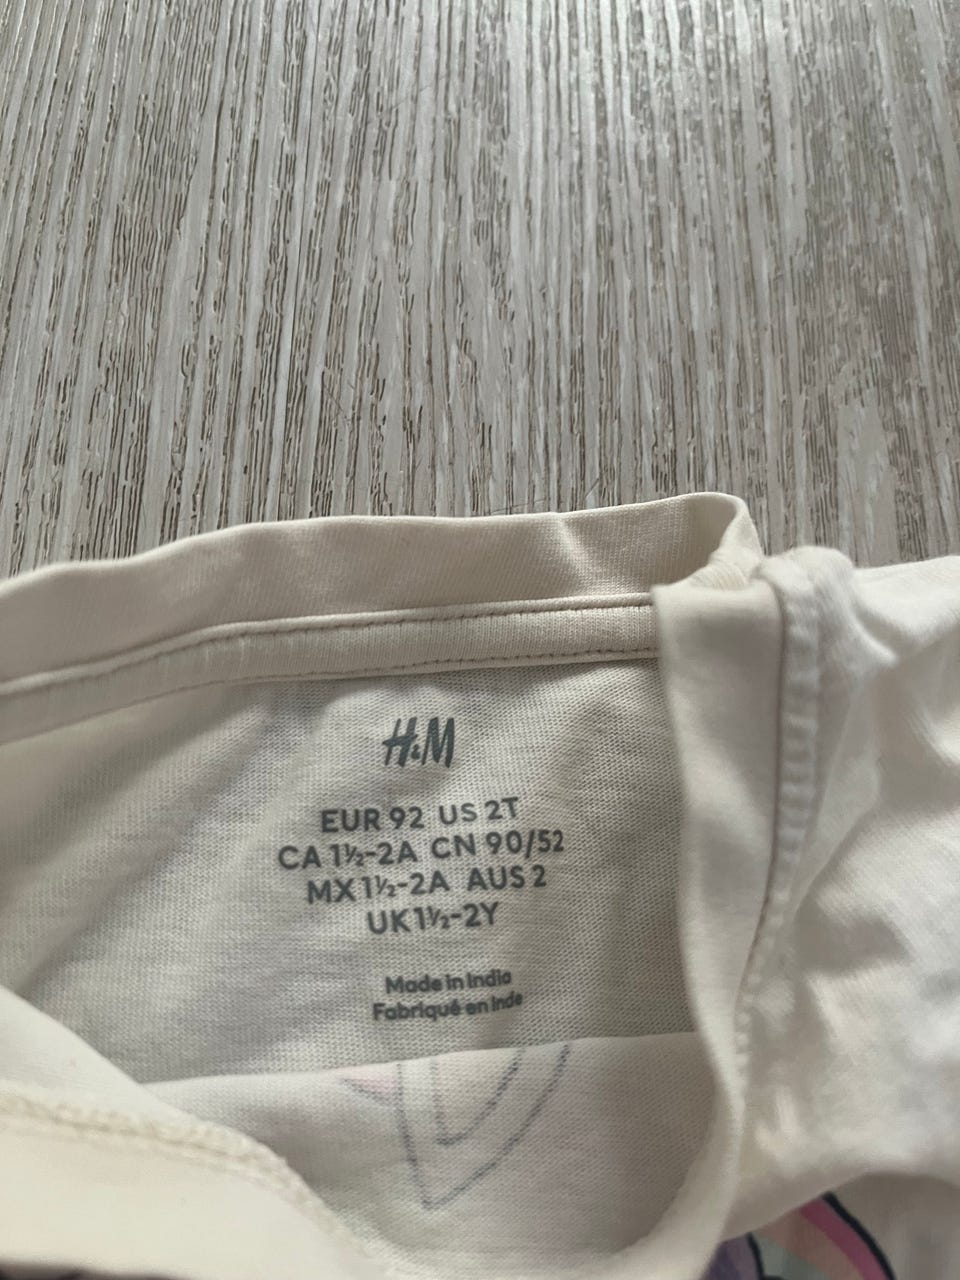 H&M
EUR 92 US 2T
CA 1½-2A CN 90/52
MX 1½-2A AUS 2
UK 1½-2Y
Made in India
Fabriqué en Inde